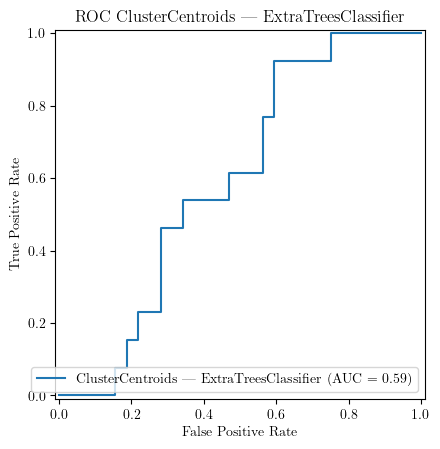 ROC ClusterCentroids — ExtraTreesClassifier
1.0
0.8
0.6
0.4
0.2
0.0
True Positive Rate
ClusterCentroids — ExtraTreesClassifier (AUC = 0.59)
0.0 0.2 0.4 0.6 0.8 1.0
False Positive Rate